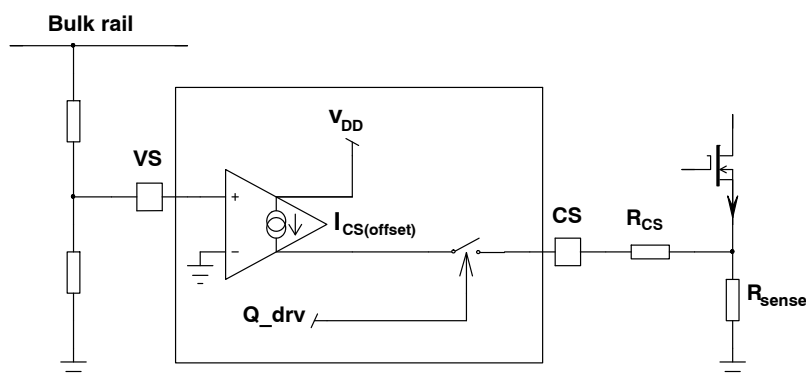 Bulk rail
VS
VDD
+
ICS(offset)
−
CS
RCS
Q_drv
Rsense